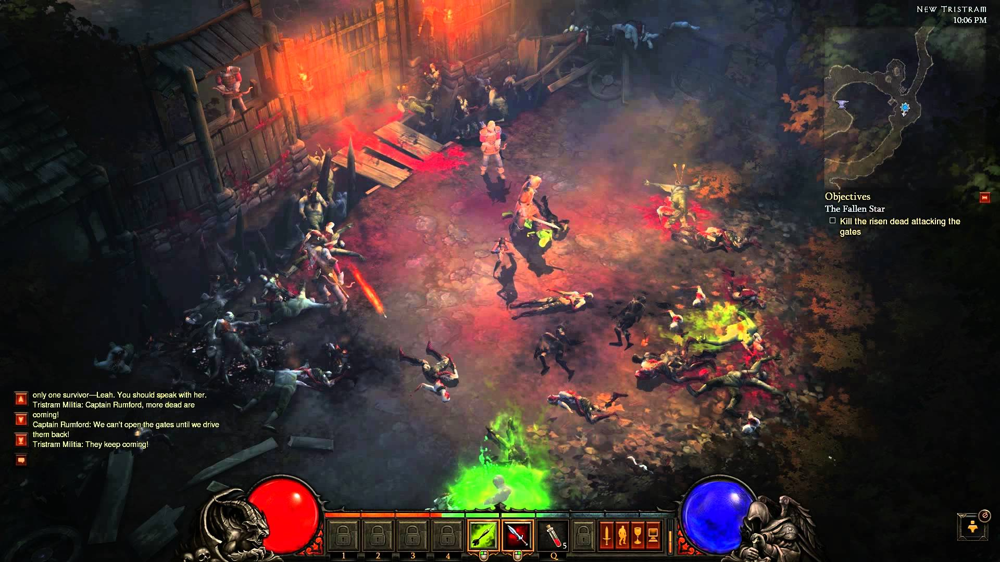 NEW TRISTRAM
10:06 PM
Objectives
The Fallen Star
Kill the risen dead attacking the
gates
only one survivor—Leah. You should speak with her.
Tristram Militia: Captain Rumford, more dead are
coming!
Captain Rumford: We can't open the gates until we drive
them back!
Tristram Militia: They keep coming!
5
1 2 3 4 Q